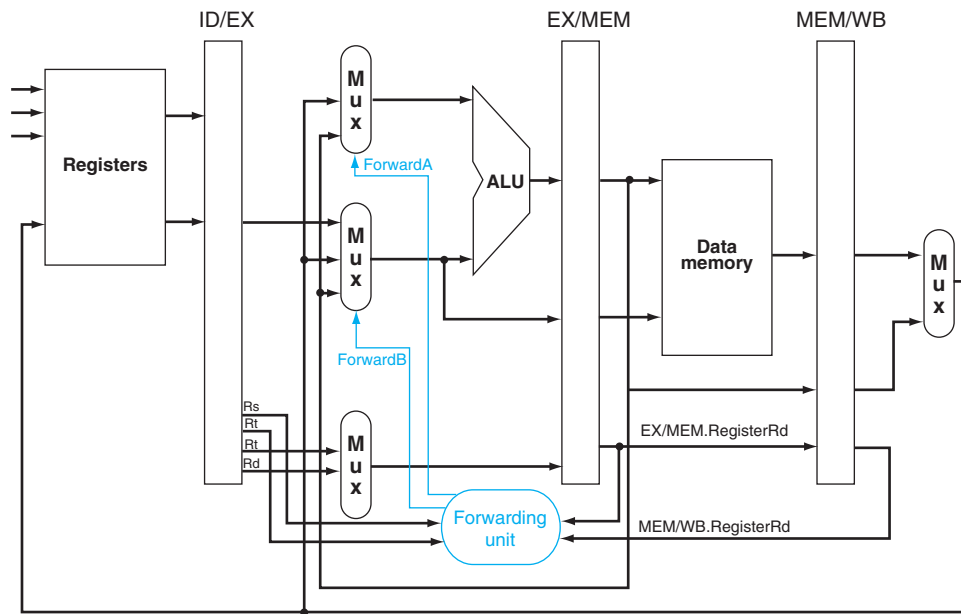 ID/EX
EX/MEM
MEM/WB
M
u
x
Registers
ForwardA
ALU
M
u
x
Data
memory
M
u
x
ForwardB
Rs
Rt
Rt
Rd
M
u
x
EX/MEM.RegisterRd
Forwarding
unit
MEM/WB.RegisterRd